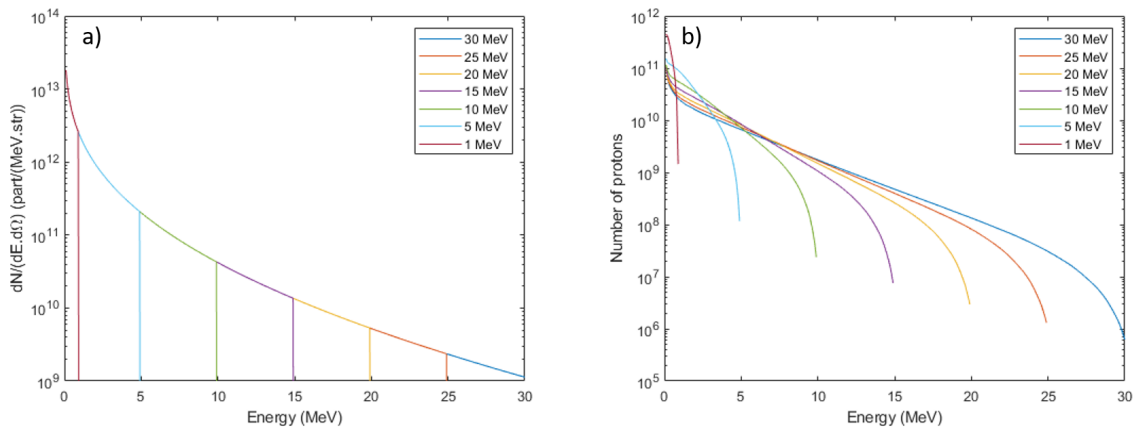 a)
10^14
10^13
10^12
10^11
10^10
10^9
dN/(dE.dΩ) (part/(MeV.str))
30 MeV
25 MeV
20 MeV
15 MeV
10 MeV
5 MeV
1 MeV
0 5 10 15 20 25 30
Energy (MeV)
b)
10^12
10^11
10^10
10^9
10^8
10^7
10^6
10^5
Number of protons
30 MeV
25 MeV
20 MeV
15 MeV
10 MeV
5 MeV
1 MeV
0 5 10 15 20 25 30
Energy (MeV)